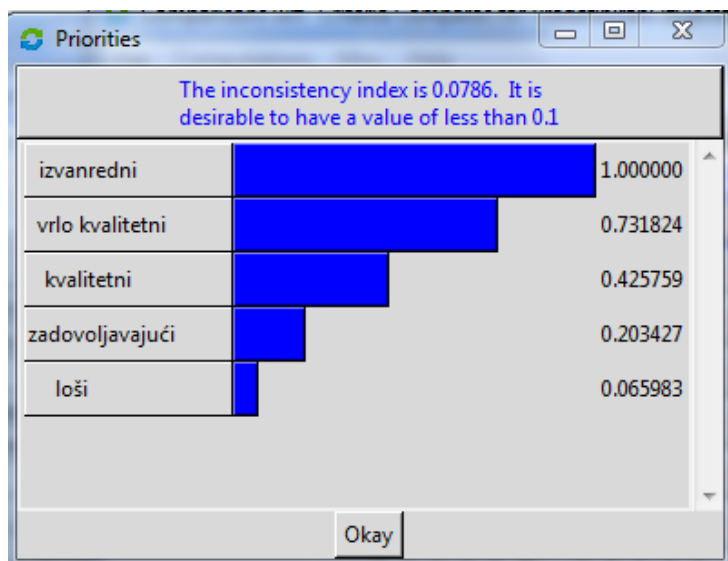 Priorities
The inconsistency index is 0.0786. It is
desirable to have a value of less than 0.1
izvanredni 1.000000
vrlo kvalitetni 0.731824
kvalitetni 0.425759
zadovoljavajući 0.203427
loši 0.065983
Okay